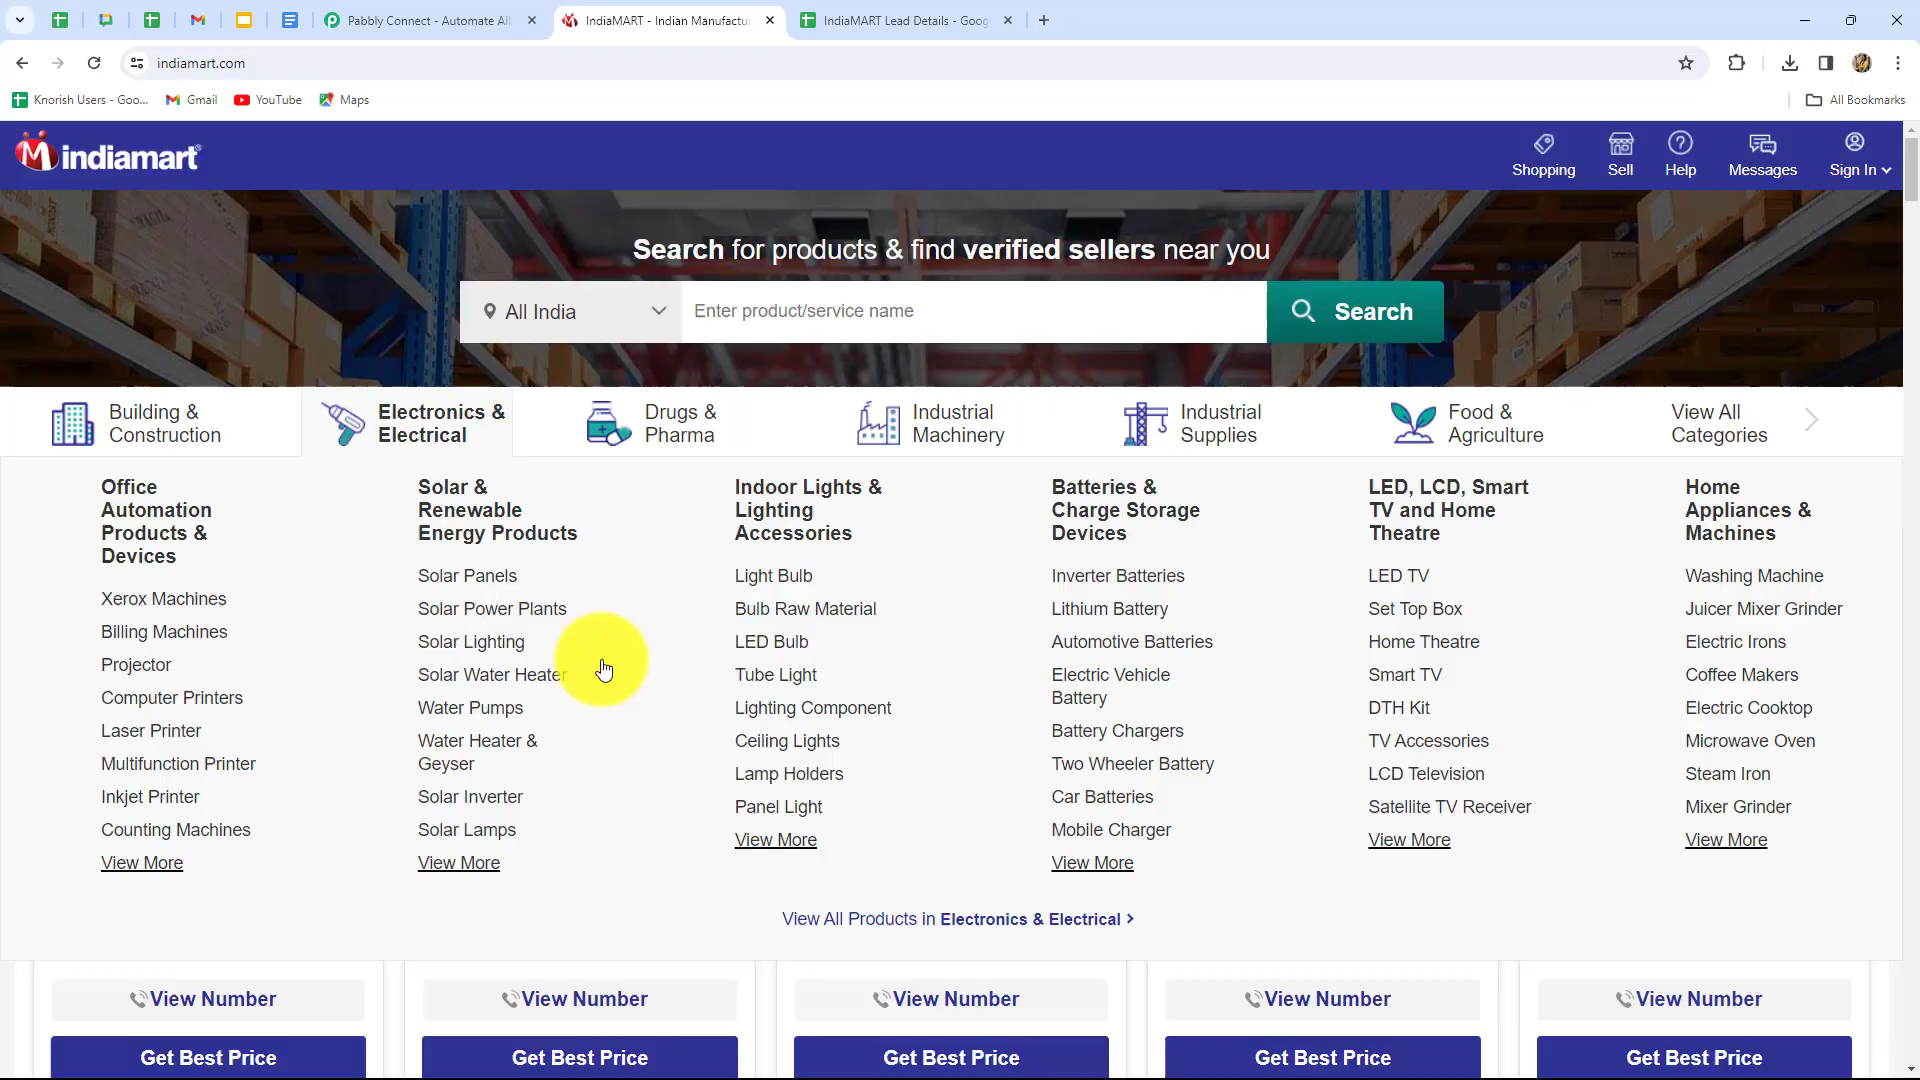 Pabbly Connect - Automate All
IndiaMART - Indian Manufactur
IndiaMART Lead Details - Goog
indiamart.com
Knorish Users - Goo...
Gmail
YouTube
Maps
All Bookmarks
indiamart
Shopping
Sell
Help
Messages
Sign In
Search for products & find verified sellers near you
All India
Enter product/service name
Search
Building &
Construction
Electronics &
Electrical
Drugs &
Pharma
Industrial
Machinery
Industrial
Supplies
Food &
Agriculture
View All
Categories
Office
Automation
Products &
Devices
Xerox Machines
Billing Machines
Projector
Computer Printers
Laser Printer
Multifunction Printer
Inkjet Printer
Counting Machines
View More
Solar &
Renewable
Energy Products
Solar Panels
Solar Power Plants
Solar Lighting
Solar Water Heater
Water Pumps
Water Heater &
Geyser
Solar Inverter
Solar Lamps
View More
Indoor Lights &
Lighting
Accessories
Light Bulb
Bulb Raw Material
LED Bulb
Tube Light
Lighting Component
Ceiling Lights
Lamp Holders
Panel Light
View More
Batteries &
Charge Storage
Devices
Inverter Batteries
Lithium Battery
Automotive Batteries
Electric Vehicle
Battery
Battery Chargers
Two Wheeler Battery
Car Batteries
Mobile Charger
View More
LED, LCD, Smart
TV and Home
Theatre
LED TV
Set Top Box
Home Theatre
Smart TV
DTH Kit
TV Accessories
LCD Television
Satellite TV Receiver
View More
Home
Appliances &
Machines
Washing Machine
Juicer Mixer Grinder
Electric Irons
Coffee Makers
Electric Cooktop
Microwave Oven
Steam Iron
Mixer Grinder
View More
View All Products in Electronics & Electrical >
View Number
View Number
View Number
View Number
View Number
Get Best Price
Get Best Price
Get Best Price
Get Best Price
Get Best Price